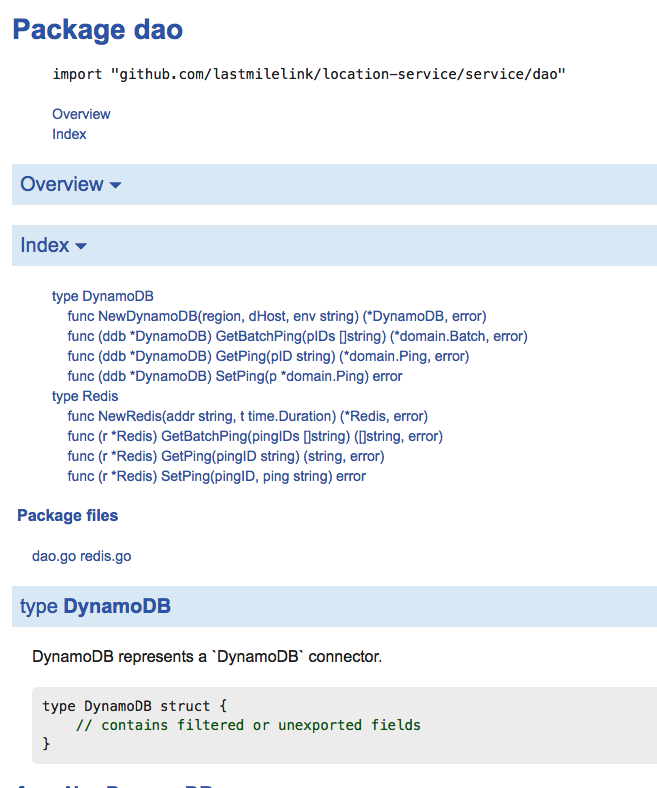 Package dao
import "github.com/lastmilelink/location-service/service/dao"
Overview
Index
Overview
Index
type DynamoDB
func NewDynamoDB(region, dHost, env string) (*DynamoDB, error)
func (ddb *DynamoDB) GetBatchPing(pIDs []string) (*domain.Batch, error)
func (ddb *DynamoDB) GetPing(pID string) (*domain.Ping, error)
func (ddb *DynamoDB) SetPing(p *domain.Ping) error
type Redis
func NewRedis(addr string, t time.Duration) (*Redis, error)
func (r *Redis) GetBatchPing(pingIDs []string) ([]string, error)
func (r *Redis) GetPing(pingID string) (string, error)
func (r *Redis) SetPing(pingID, ping string) error
Package files
dao.go redis.go
type DynamoDB
DynamoDB represents a `DynamoDB` connector.
type DynamoDB struct {
// contains filtered or unexported fields
}